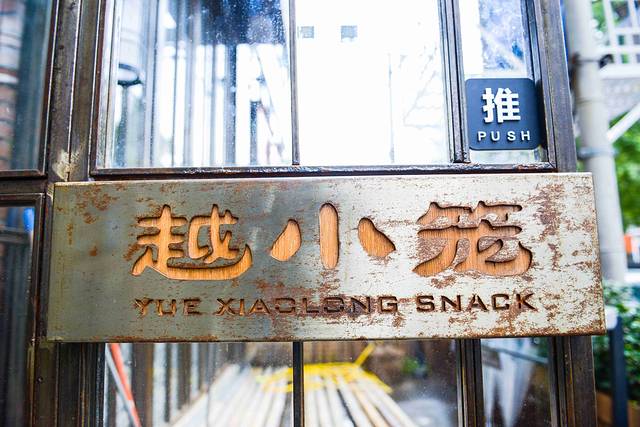 推
PUSH
越小笼
YUE XIAOLONG SNACK